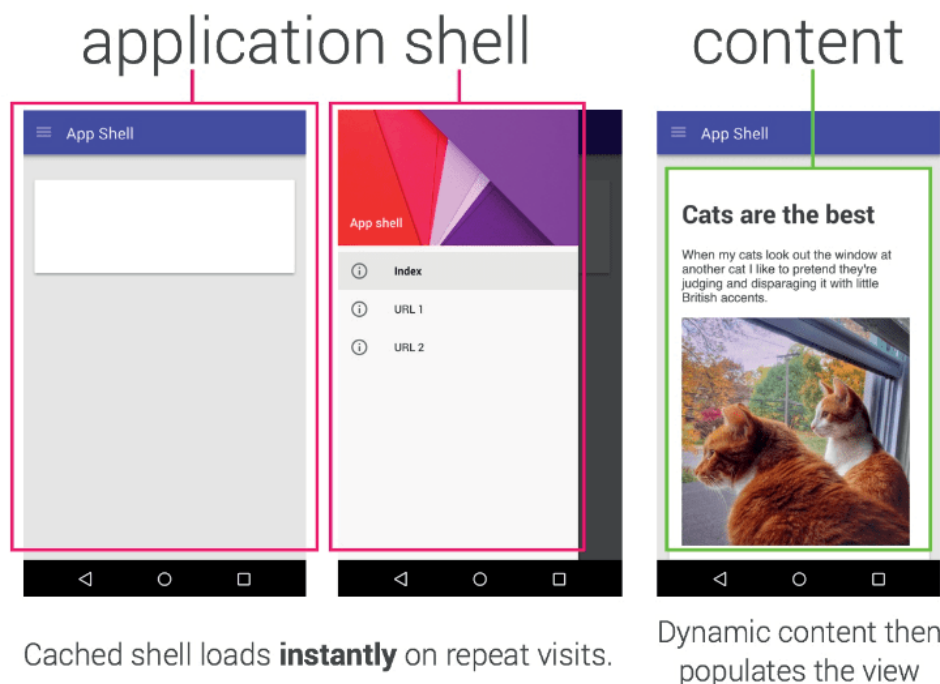 application shell
content
App Shell
App shell
Index
URL 1
URL 2
App Shell
Cats are the best
When my cats look out the window at
another cat I like to pretend they're
judging and disparaging it with little
British accents.
Cached shell loads instantly on repeat visits.
Dynamic content then
populates the view